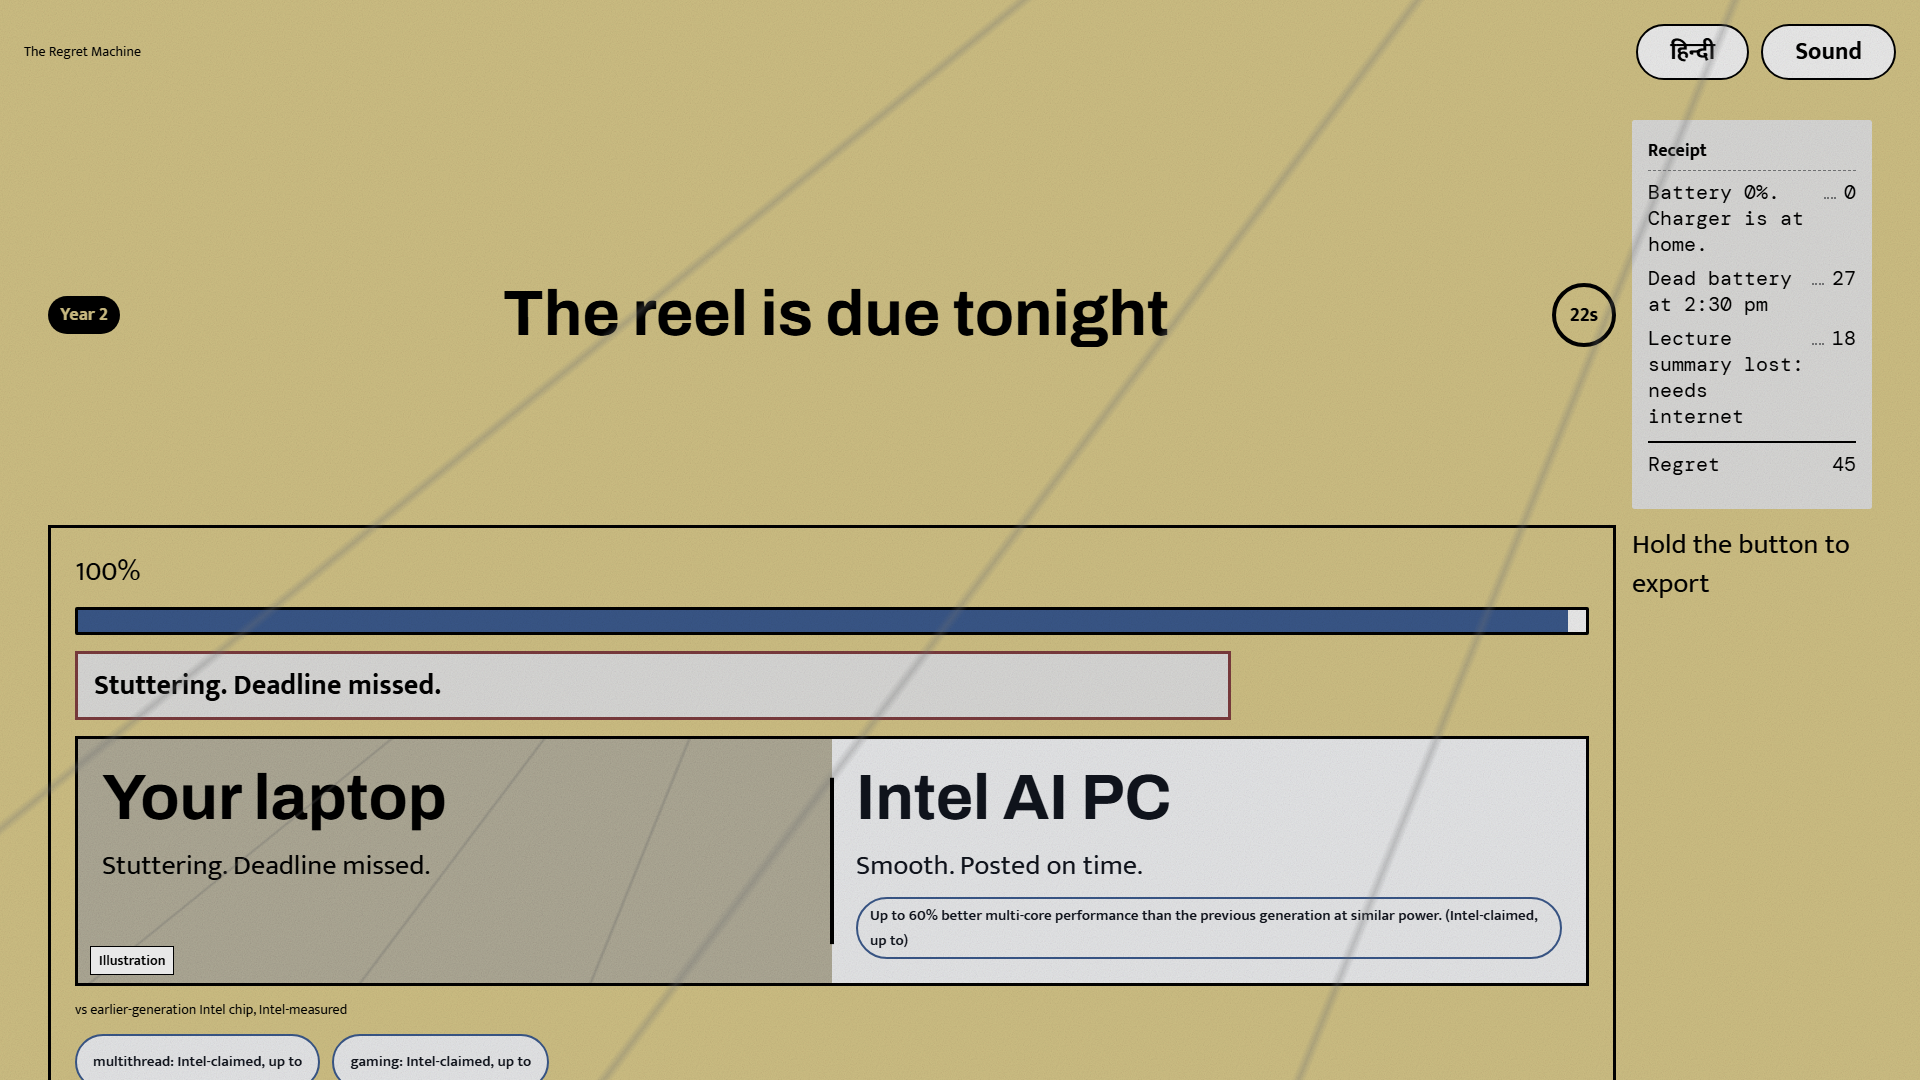 The Regret Machine
हिन्दी
Sound
Receipt
Battery 0%. .... 0
Charger is at
home.
Dead battery .... 27
at 2:30 pm
Lecture .... 18
summary lost:
needs
internet
Regret 45
Hold the button to
export
Year 2
The reel is due tonight
22s
100%
Stuttering. Deadline missed.
Your laptop
Stuttering. Deadline missed.
Illustration
Intel AI PC
Smooth. Posted on time.
Up to 60% better multi-core performance than the previous generation at similar power. (Intel-claimed,
up to)
vs earlier-generation Intel chip, Intel-measured
multithread: Intel-claimed, up to
gaming: Intel-claimed, up to